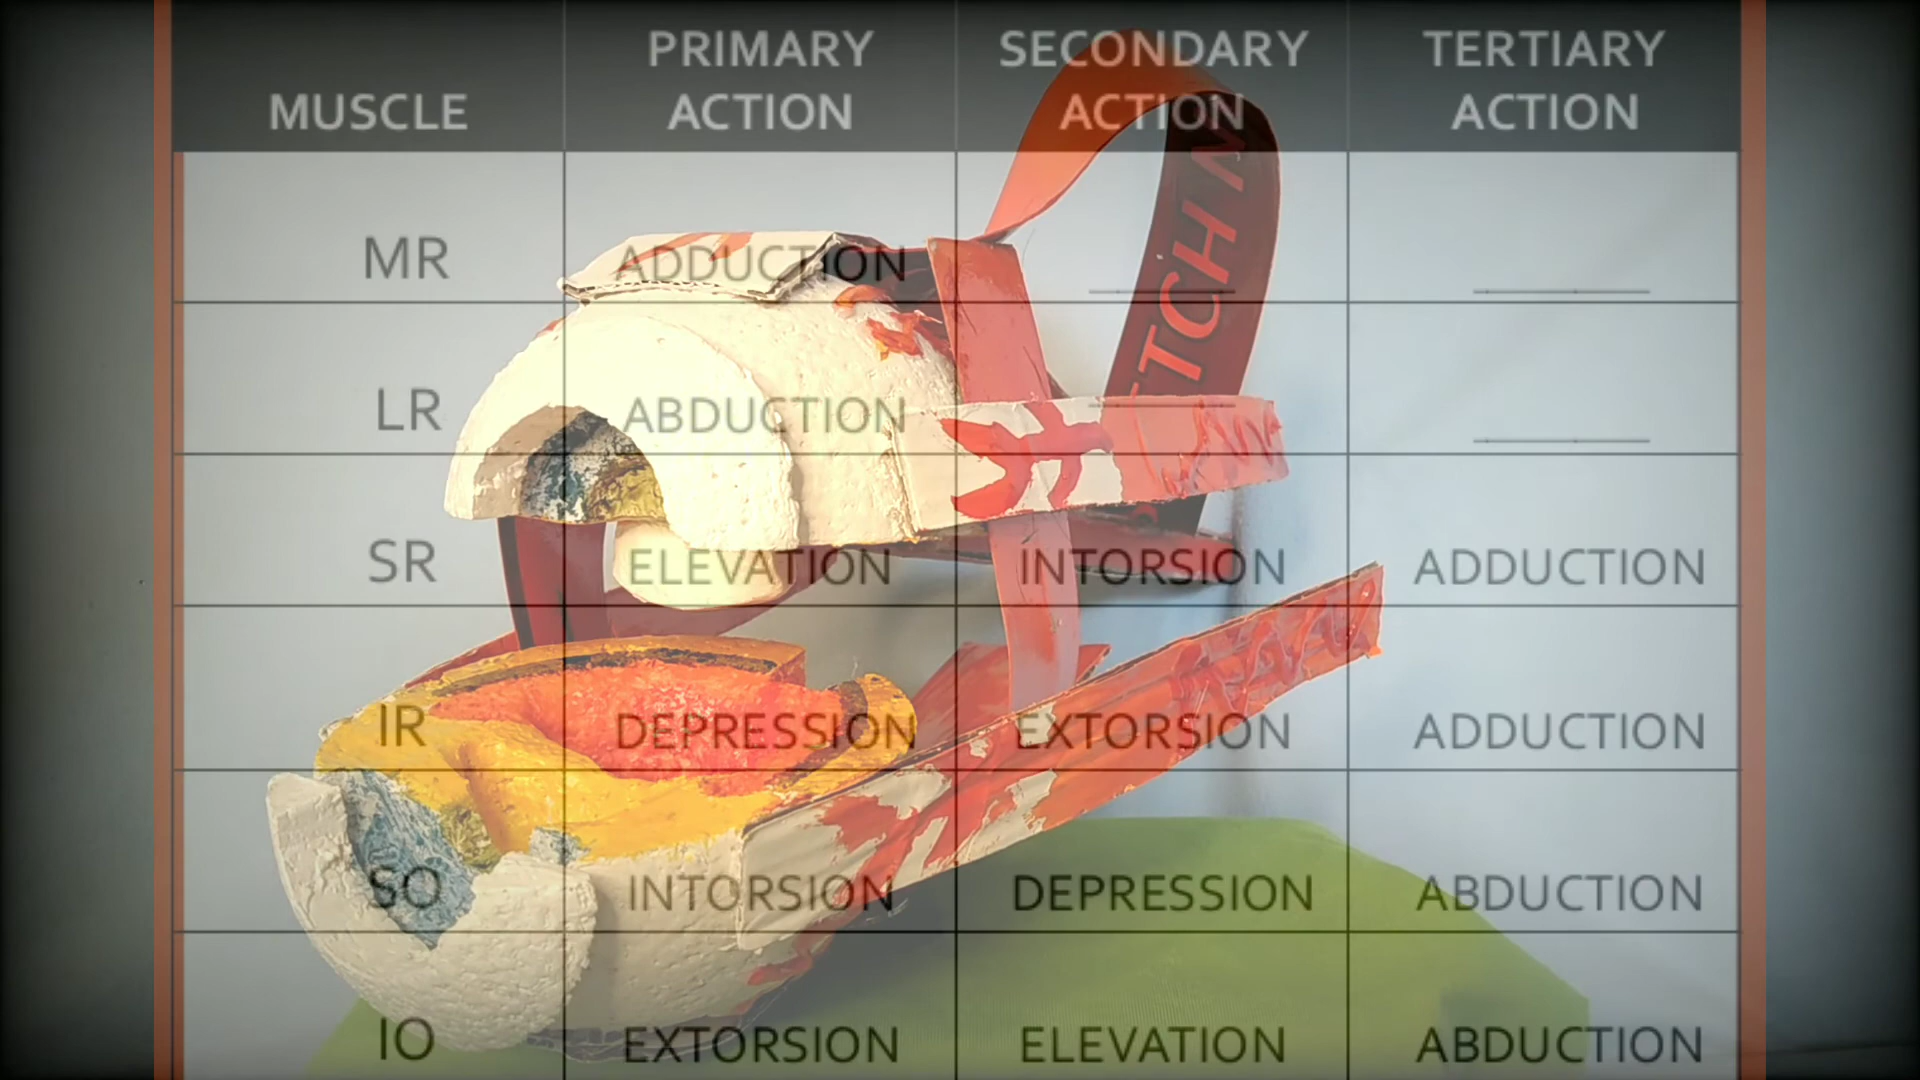 MUSCLE PRIMARY ACTION SECONDARY ACTION TERTIARY ACTION
MR ADDUCTION
LR ABDUCTION
SR ELEVATION INTORSION ADDUCTION
IR DEPRESSION EXTORSION ADDUCTION
SO INTORSION DEPRESSION ABDUCTION
IO EXTORSION ELEVATION ABDUCTION